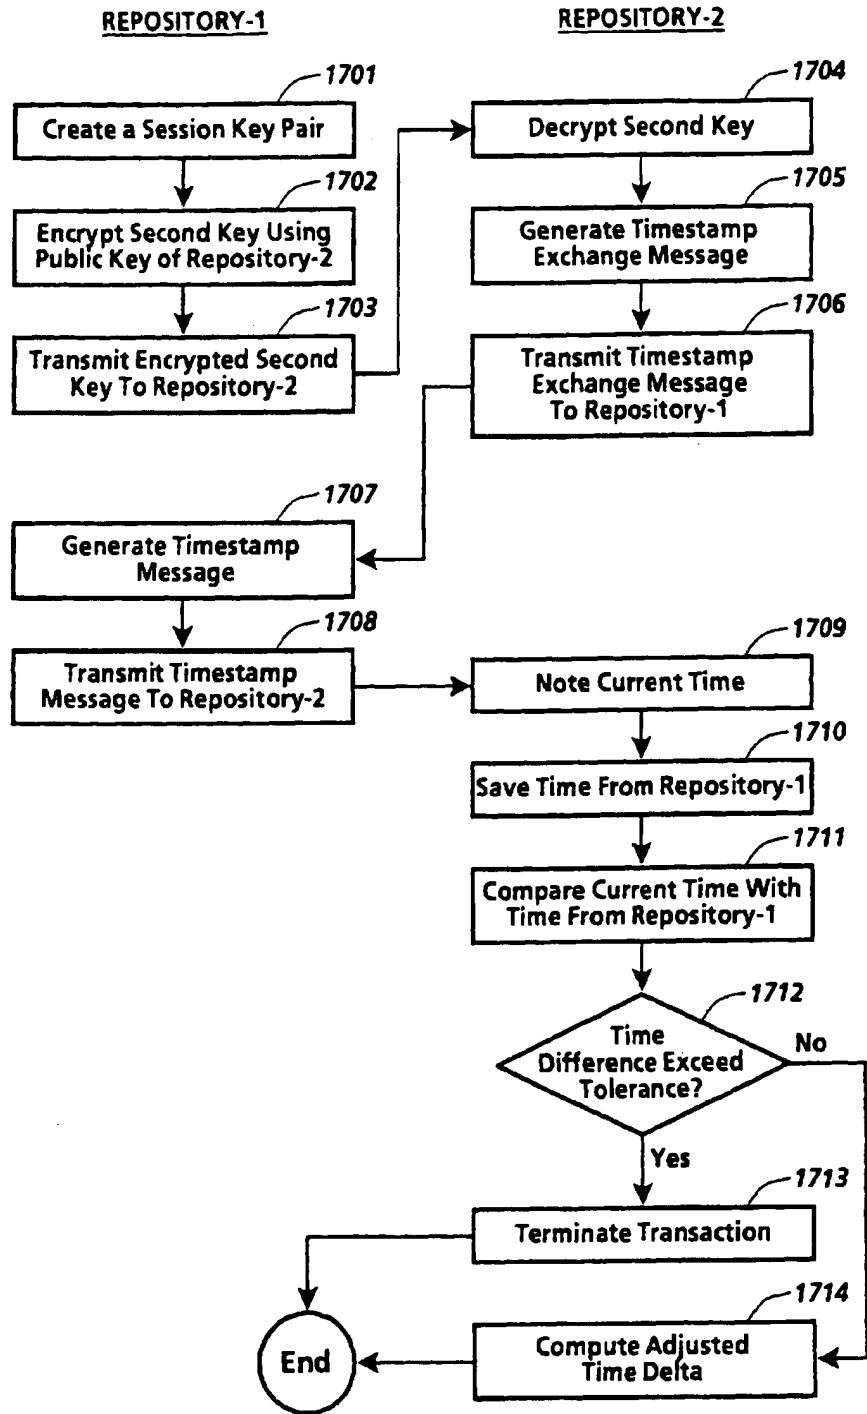 REPOSITORY-1
REPOSITORY-2
1701
Create a Session Key Pair
1702
Encrypt Second Key Using
Public Key of Repository-2
1703
Transmit Encrypted Second
Key To Repository-2
1704
Decrypt Second Key
1705
Generate Timestamp
Exchange Message
1706
Transmit Timestamp
Exchange Message
To Repository-1
1707
Generate Timestamp
Message
1708
Transmit Timestamp
Message To Repository-2
1709
Note Current Time
1710
Save Time From Repository-1
1711
Compare Current Time With
Time From Repository-1
1712
Time
Difference Exceed
Tolerance?
No
Yes
1713
Terminate Transaction
1714
Compute Adjusted
Time Delta
End